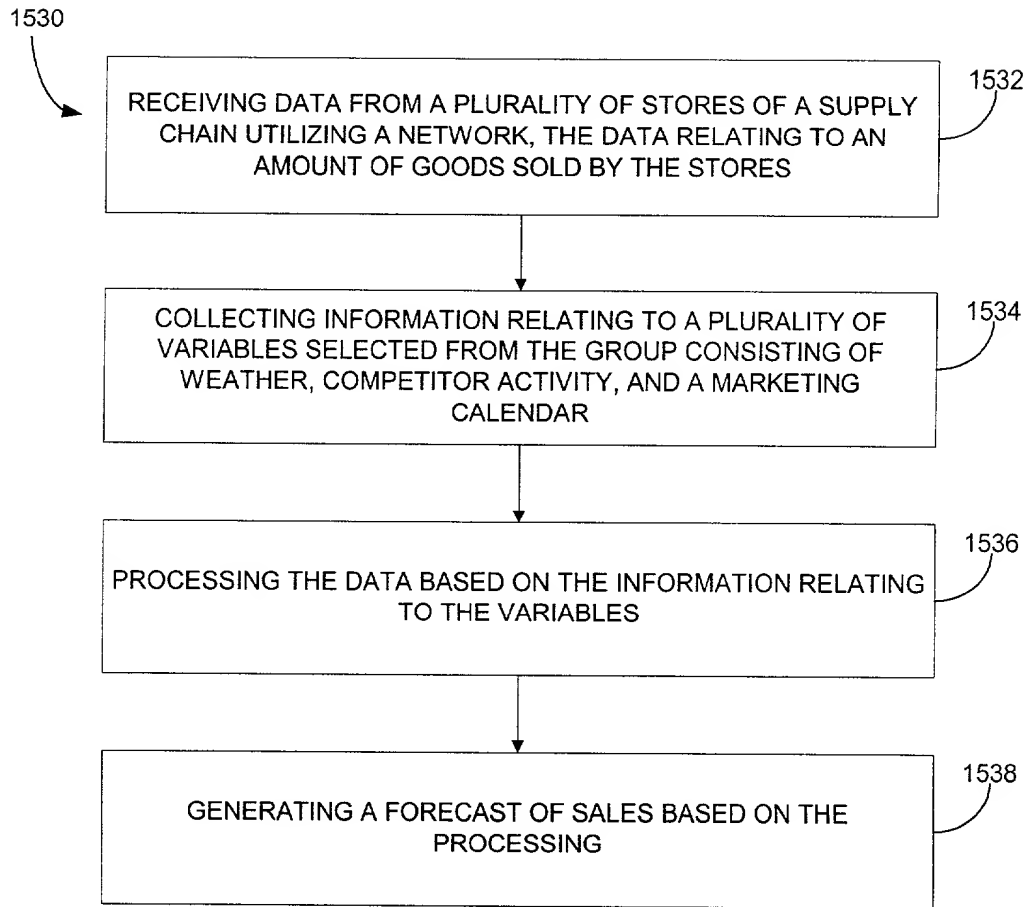 1530
1532
RECEIVING DATA FROM A PLURALITY OF STORES OF A SUPPLY
CHAIN UTILIZING A NETWORK, THE DATA RELATING TO AN
AMOUNT OF GOODS SOLD BY THE STORES
1534
COLLECTING INFORMATION RELATING TO A PLURALITY OF
VARIABLES SELECTED FROM THE GROUP CONSISTING OF
WEATHER, COMPETITOR ACTIVITY, AND A MARKETING
CALENDAR
1536
PROCESSING THE DATA BASED ON THE INFORMATION RELATING
TO THE VARIABLES
1538
GENERATING A FORECAST OF SALES BASED ON THE
PROCESSING